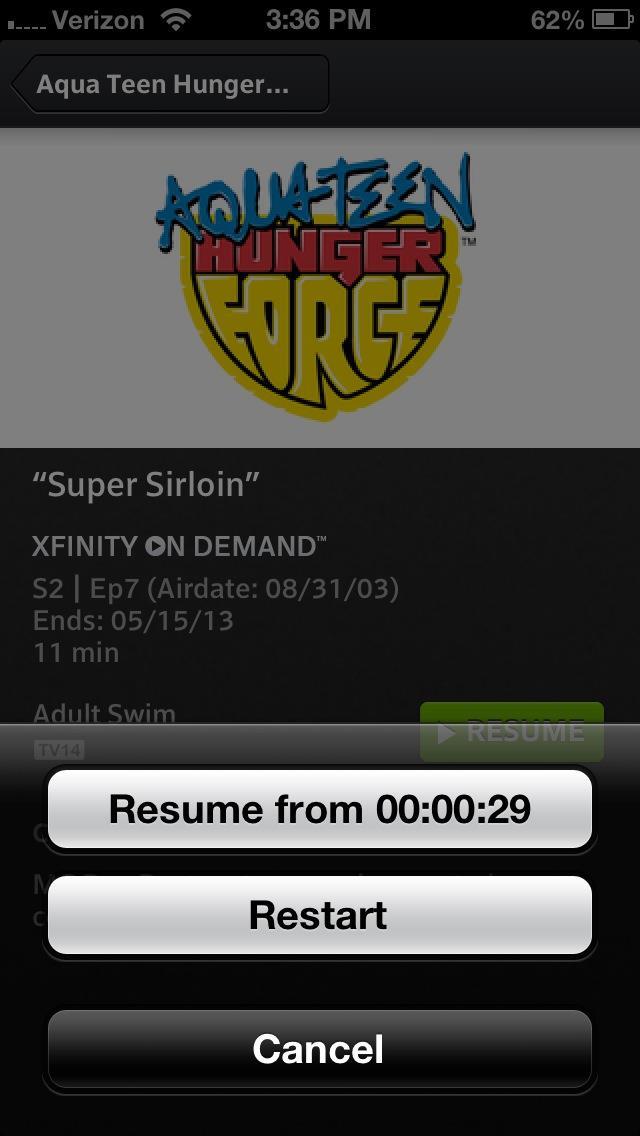 Verizon 3:36 PM 62%
Aqua Teen Hunger...
AQUA TEEN
HUNGER
FORCE
TM
“Super Sirloin”
XFINITY ON DEMAND™
S2 | Ep7 (Airdate: 08/31/03)
Ends: 05/15/13
11 min
Adult Swim
RESUME
TV14
Resume from 00:00:29
Restart
Cancel